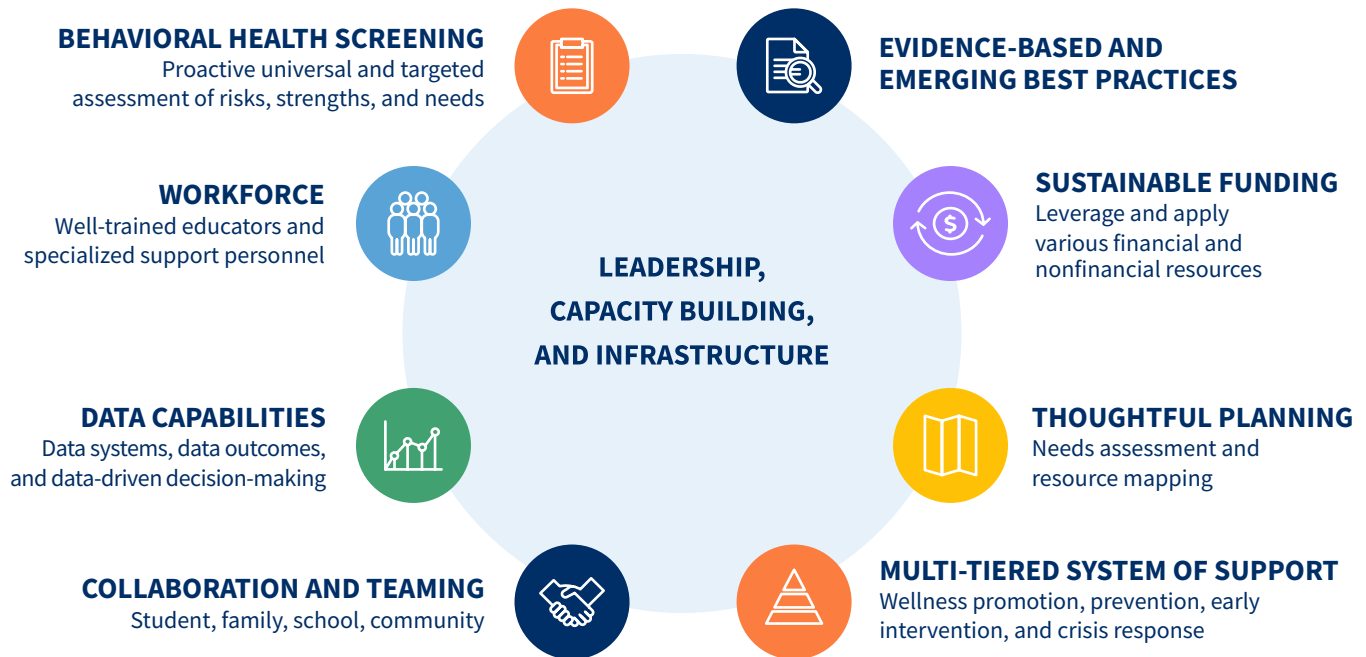 BEHAVIORAL HEALTH SCREENING
Proactive universal and targeted
assessment of risks, strengths, and needs
EVIDENCE-BASED AND
EMERGING BEST PRACTICES
WORKFORCE
Well-trained educators and
specialized support personnel
SUSTAINABLE FUNDING
Leverage and apply
various financial and
nonfinancial resources
$
LEADERSHIP,
CAPACITY BUILDING,
AND INFRASTRUCTURE
DATA CAPABILITIES
Data systems, data outcomes,
and data-driven decision-making
THOUGHTFUL PLANNING
Needs assessment and
resource mapping
COLLABORATION AND TEAMING
Student, family, school, community
MULTI-TIERED SYSTEM OF SUPPORT
Wellness promotion, prevention, early
intervention, and crisis response